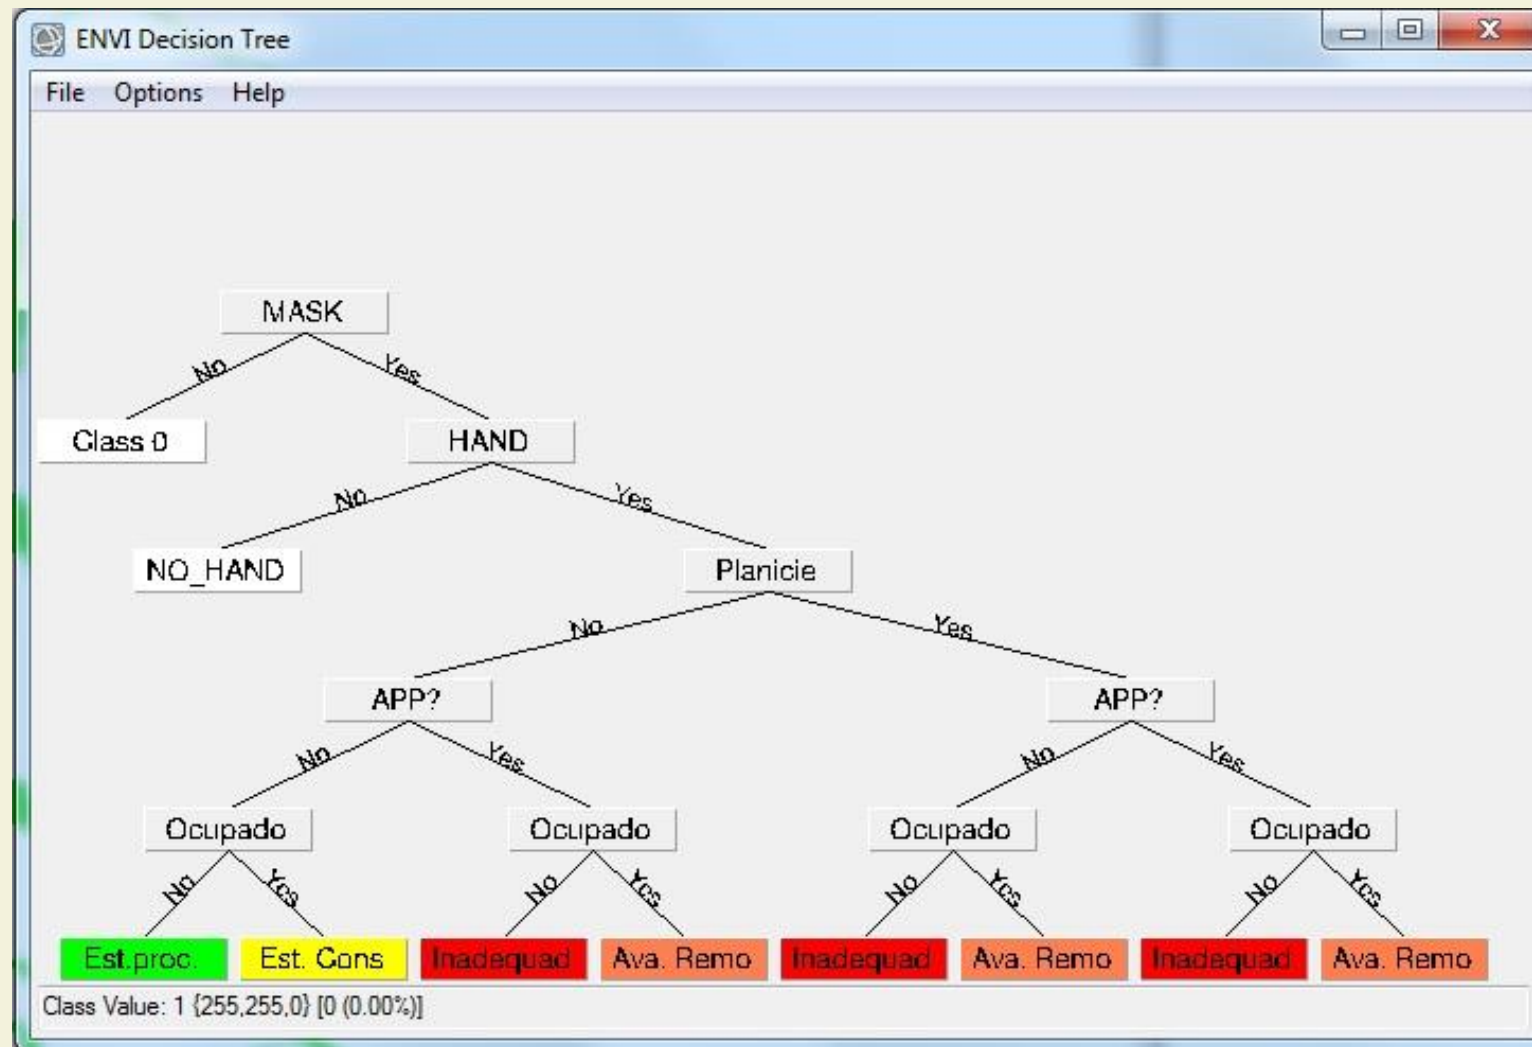 ENVI Decision Tree
File Options Help
MASK
No Yes
Class 0 HAND
No Yes
NO_HAND Planicie
No Yes
APP? APP?
No Yes No Yes
Ocupado Ocupado Ocupado Ocupado
No Yes No Yes No Yes No Yes
Est.proc. Est. Cons Inadequad Ava. Remo Inadequad Ava. Remo Inadequad Ava. Remo
Class Value: 1 {255,255,0} [0 (0.00%)]